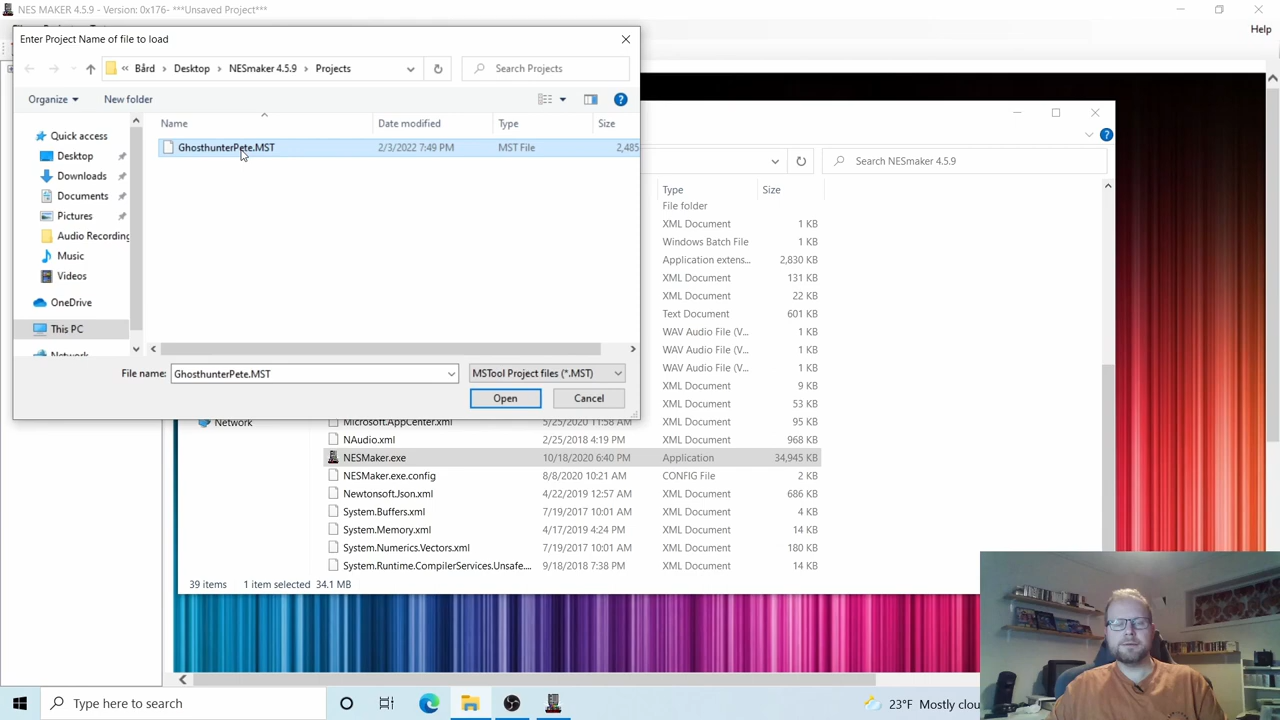 NES MAKER 4.5.9 - Version: 0x176- ***Unsaved Project***
Help
Enter Project Name of file to load
« Bård > Desktop > NESmaker 4.5.9 > Projects
Search Projects
Organize
New folder
Name
Date modified
Type
Size
GhosthunterPete.MST
2/3/2022 7:49 PM
MST File
2,485
Quick access
Desktop
Downloads
Documents
Pictures
Audio Recording
Music
Videos
OneDrive
This PC
Network
File name:
GhosthunterPete.MST
MSTool Project files (*.MST)
Open
Cancel
Search NESmaker 4.5.9
Type
Size
File folder
XML Document
1 KB
Windows Batch File
1 KB
Application extens...
2,830 KB
XML Document
131 KB
XML Document
22 KB
Text Document
601 KB
WAV Audio File (V...
1 KB
WAV Audio File (V...
1 KB
WAV Audio File (V...
1 KB
XML Document
9 KB
XML Document
53 KB
Network
Microsoft.AppCenter.xml
5/25/2020 11:58 AM
XML Document
95 KB
NAudio.xml
2/25/2018 4:19 PM
XML Document
968 KB
NESMaker.exe
10/18/2020 6:40 PM
Application
34,945 KB
NESMaker.exe.config
8/8/2020 10:21 AM
CONFIG File
2 KB
Newtonsoft.Json.xml
4/22/2019 12:57 AM
XML Document
686 KB
System.Buffers.xml
7/19/2017 10:01 AM
XML Document
4 KB
System.Memory.xml
4/17/2019 4:24 PM
XML Document
14 KB
System.Numerics.Vectors.xml
7/19/2017 10:01 AM
XML Document
180 KB
System.Runtime.CompilerServices.Unsafe....
9/18/2018 7:38 PM
XML Document
14 KB
39 items
1 item selected
34.1 MB
Type here to search
23°F Mostly clou